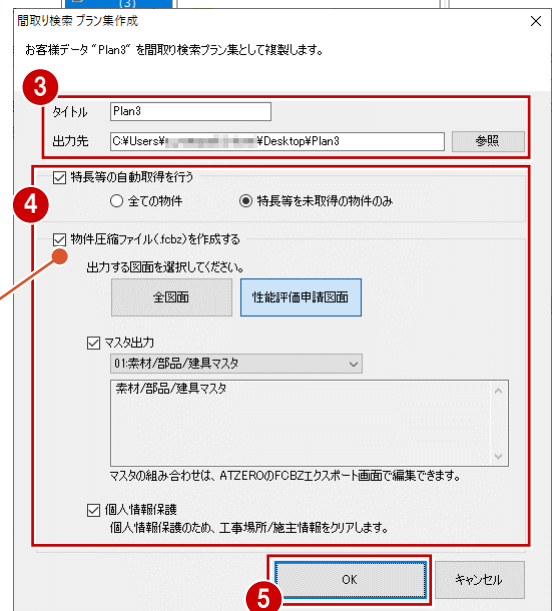 (3)
間取り検索 プラン集作成
お客様データ “Plan3” を間取り検索プラン集として複製します。
3
タイトル Plan3
出力先 C:¥Users¥ ¥Desktop¥Plan3 参照
4
特長等の自動取得を行う
全ての物件 特長等を未取得の物件のみ
物件圧縮ファイル(.fcbz)を作成する
出力する図面を選択してください。
全図面 性能評価申請図面
マスタ出力
01:素材/部品/建具マスタ
素材/部品/建具マスタ
マスタの組み合わせは、ATZEROのFCBZエクスポート画面で編集できます。
個人情報保護
個人情報保護のため、工事場所/施主情報をクリアします。
5
OK キャンセル